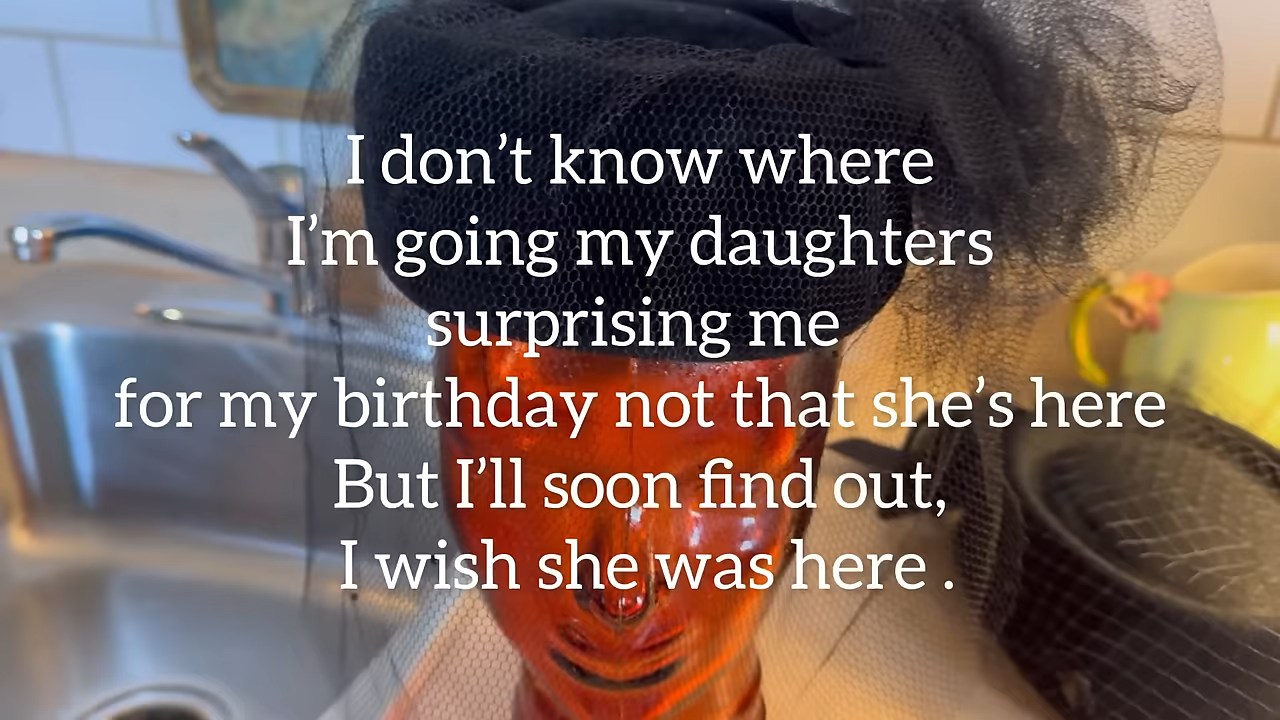 I don’t know where
I’m going my daughters
surprising me
for my birthday not that she’s here
But I’ll soon find out,
I wish she was here .